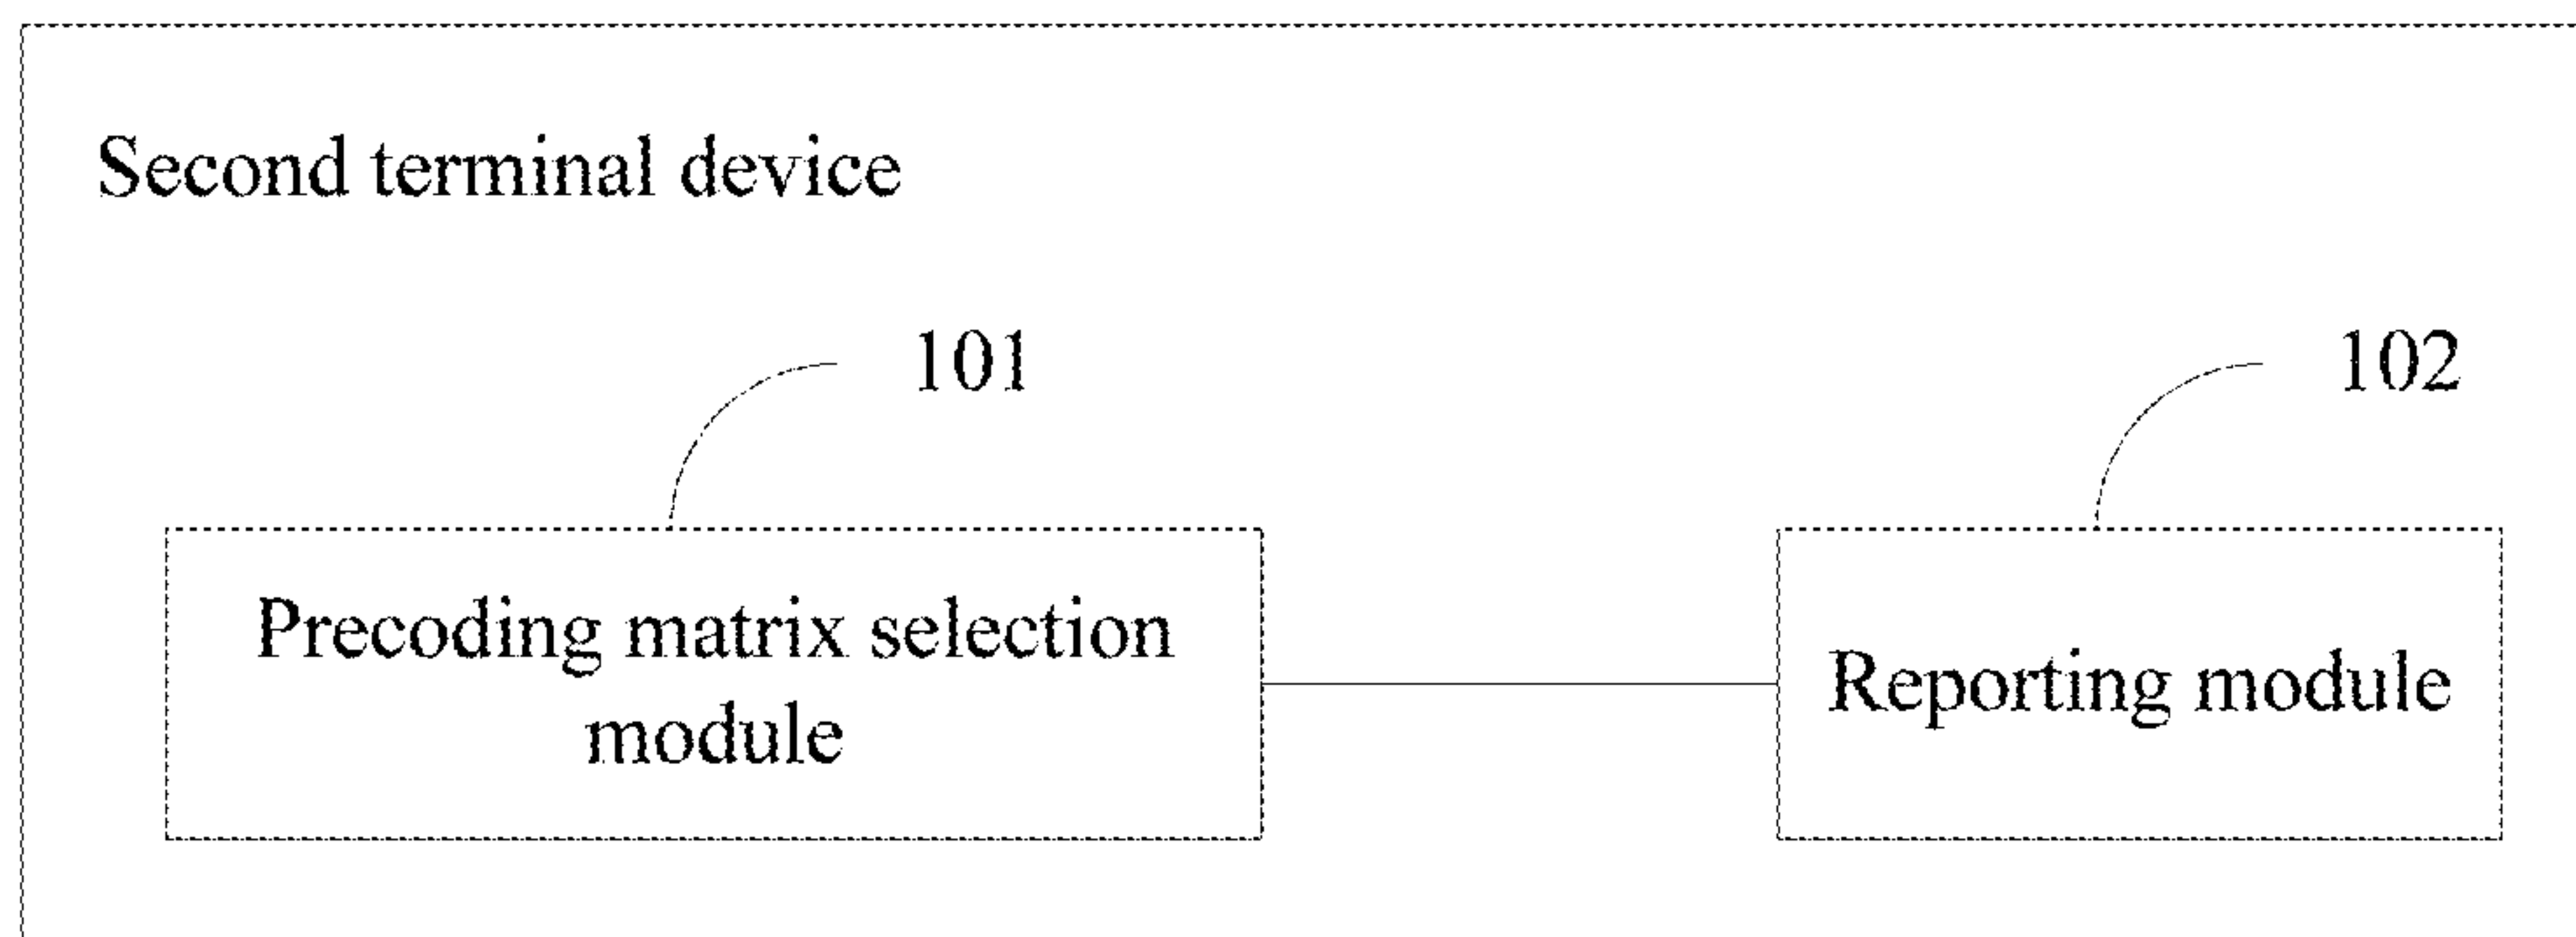 Second terminal device
101
102
Precoding matrix selection
module
Reporting module